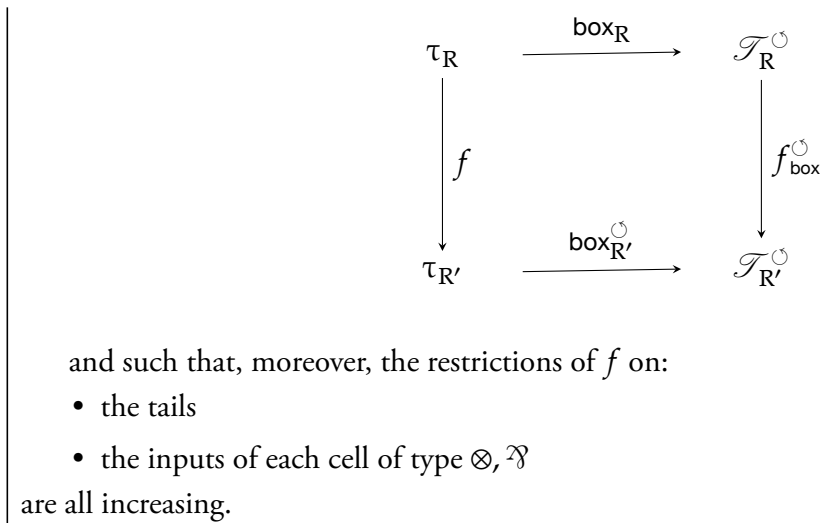 box_R
τ_R 𝒯_R^↺
f f_box^↺
box_R′^↺
τ_R′ 𝒯_R′^↺
and such that, moreover, the restrictions of f on:
• the tails
• the inputs of each cell of type ⊗, ⅋
are all increasing.